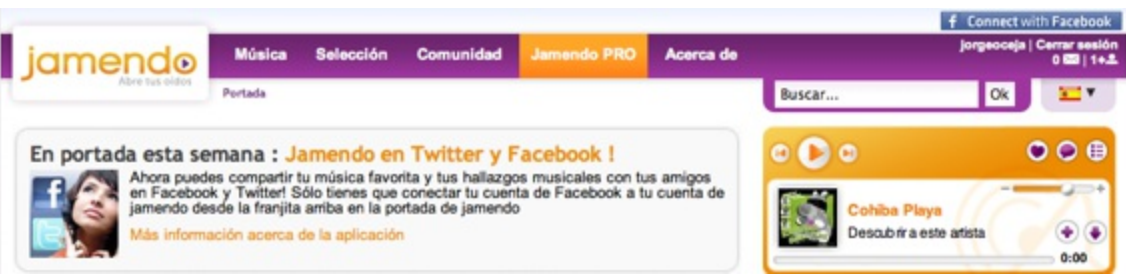 Connect with Facebook
jamendo
Abre tus oídos
Música Selección Comunidad Jamendo PRO Acerca de
jorgeoceja | Cerrar sesión
0 | 1+
Portada
Buscar... Ok
En portada esta semana : Jamendo en Twitter y Facebook !
Ahora puedes compartir tu música favorita y tus hallazgos musicales con tus amigos
en Facebook y Twitter! Sólo tienes que conectar tu cuenta de Facebook a tu cuenta de
jamendo desde la franjita arriba en la portada de jamendo
Más información acerca de la aplicación
Cohiba Playa
Descubrir a este artista
0:00